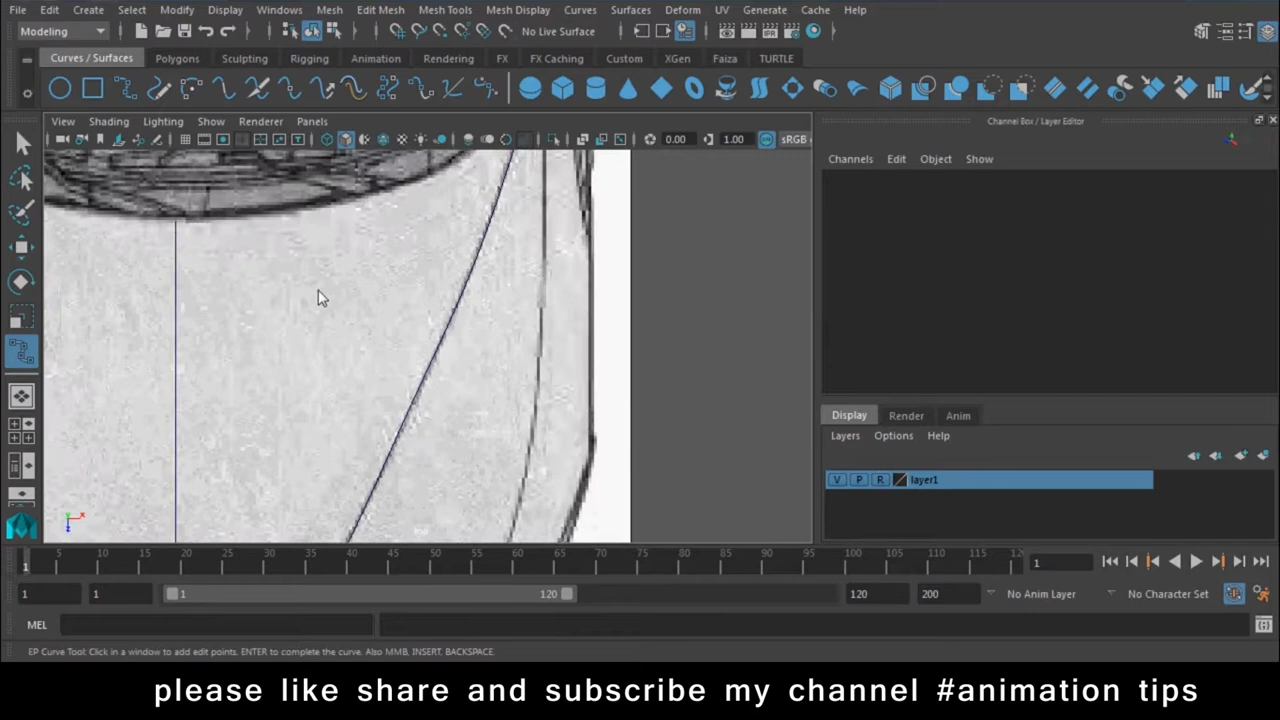 File Edit Create Select Modify Display Windows Mesh Edit Mesh Mesh Tools Mesh Display Curves Surfaces Deform UV Generate Cache Help
Modeling No Live Surface
Curves / Surfaces Polygons Sculpting Rigging Animation Rendering FX FX Caching Custom XGen Faiza TURTLE
View Shading Lighting Show Renderer Panels
Channel Box / Layer Editor
0.00 1.00 sRGB
Channels Edit Object Show
Display Render Anim
Layers Options Help
V P R layer1
5 10 15 20 25 30 35 40 45 50 55 60 65 70 75 80 85 90 95 100 105 110 115 12
1 1
1 1 1 120 120 200 No Anim Layer No Character Set
MEL
EP Curve Tool: Click in a window to add edit points. ENTER to complete the curve. Also MMB, INSERT, BACKSPACE.
please like share and subscribe my channel #animation tips